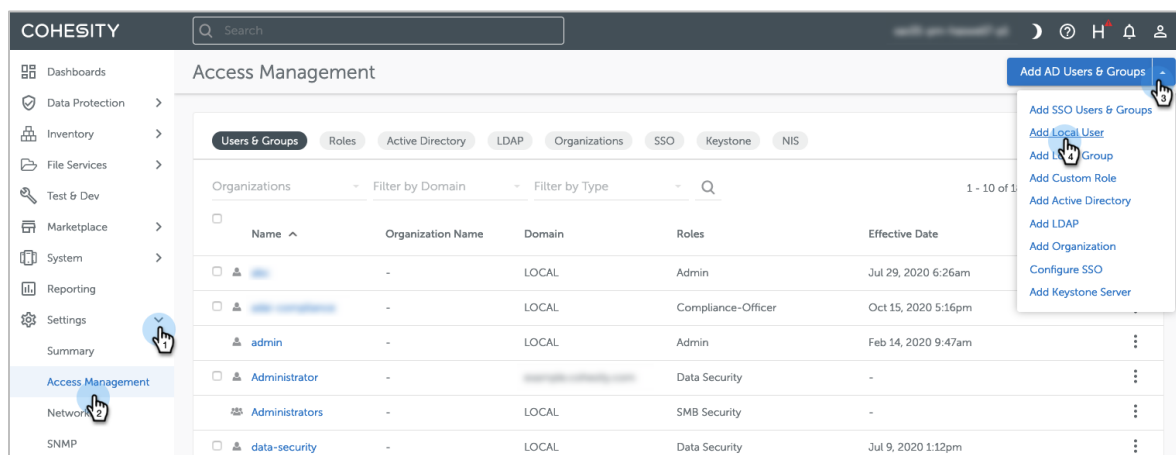 COHESITY
Search
H
Dashboards
Data Protection
Inventory
File Services
Test & Dev
Marketplace
System
Reporting
Settings
1
Summary
Access Management
Network
2
SNMP
Access Management
Add AD Users & Groups
3
Add SSO Users & Groups
Add Local User
4
Add Group
Add Custom Role
Add Active Directory
Add LDAP
Add Organization
Configure SSO
Add Keystone Server
Users & Groups Roles Active Directory LDAP Organizations SSO Keystone NIS
Organizations Filter by Domain Filter by Type
1 - 10 of
Name Organization Name Domain Roles Effective Date
- LOCAL Admin Jul 29, 2020 6:26am
- LOCAL Compliance-Officer Oct 15, 2020 5:16pm
admin - LOCAL Admin Feb 14, 2020 9:47am
Administrator - Data Security -
Administrators - LOCAL SMB Security -
data-security - LOCAL Data Security Jul 9, 2020 1:12pm